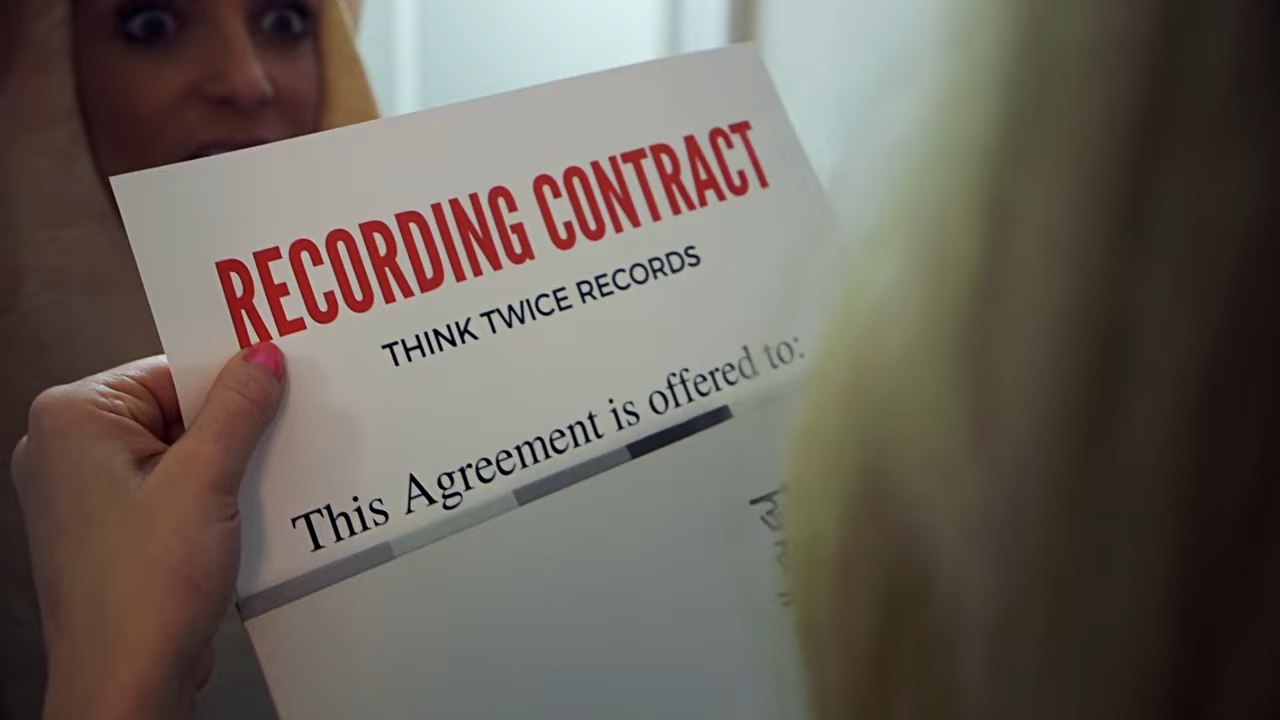 RECORDING CONTRACT
THINK TWICE RECORDS
This Agreement is offered to: